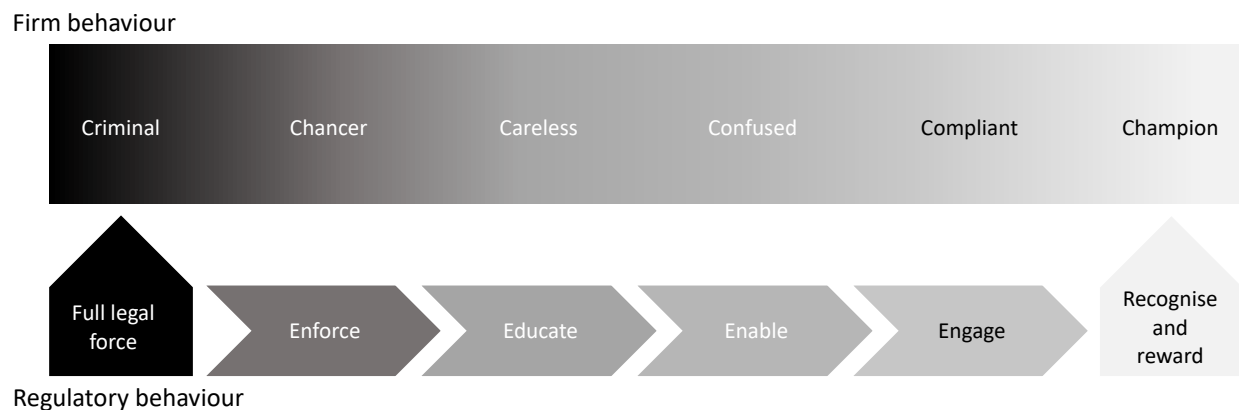 Firm behaviour
Criminal
Chancer
Careless
Confused
Compliant
Champion
Full legal
force
Enforce
Educate
Enable
Engage
Recognise
and
reward
Regulatory behaviour